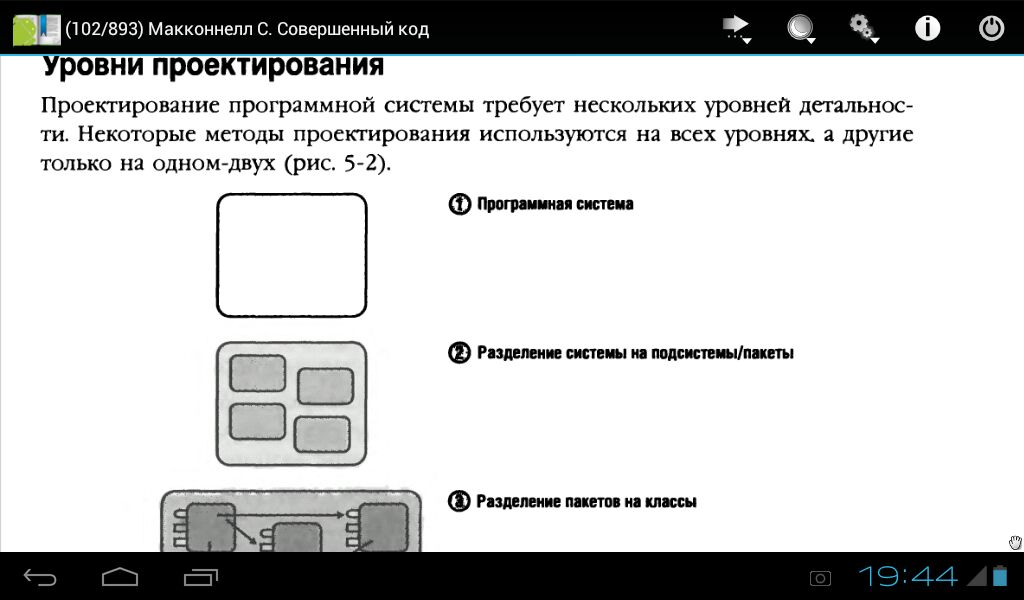 (102/893) Макконнелл С. Совершенный код
Уровни проектирования
Проектирование программной системы требует нескольких уровней детальнос-
ти. Некоторые методы проектирования используются на всех уровнях, а другие
только на одном-двух (рис. 5-2).
1 Программная система
2 Разделение системы на подсистемы/пакеты
3 Разделение пакетов на классы
19:44